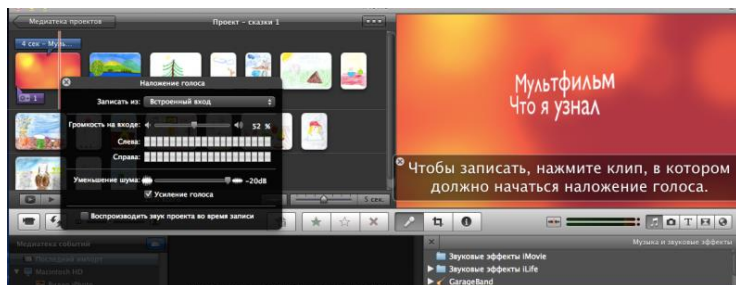 Медиатека проектов
Проект - сказки 1
4 сек - Муль...
1
Наложение голоса
Записать из: Встроенный вход
Громкость на входе: 52 %
Слева:
Справа:
Уменьшение шума: -20dB
Усиление голоса
Воспроизводить звук проекта во время записи
5 сек.
Мультфильм
Что я узнал
Чтобы записать, нажмите клип, в котором
должно начаться наложение голоса.
Медиатека событий
Последний импорт
Macintosh HD
Музыка и звуковые эффекты
Звуковые эффекты iMovie
Звуковые эффекты iLife
GarageBand